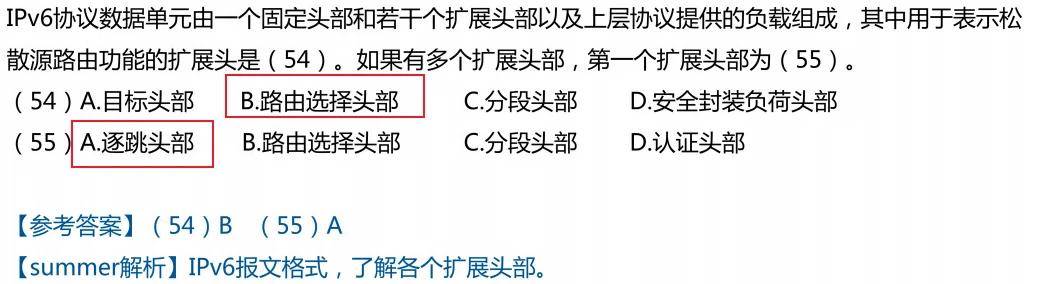 IPv6协议数据单元由一个固定头部和若干个扩展头部以及上层协议提供的负载组成，其中用于表示松
散源路由功能的扩展头是（54）。如果有多个扩展头部，第一个扩展头部为（55）。
（54）A.目标头部 B.路由选择头部 C.分段头部 D.安全封装负荷头部
（55）A.逐跳头部 B.路由选择头部 C.分段头部 D.认证头部
【参考答案】（54）B （55）A
【summer解析】IPv6报文格式，了解各个扩展头部。